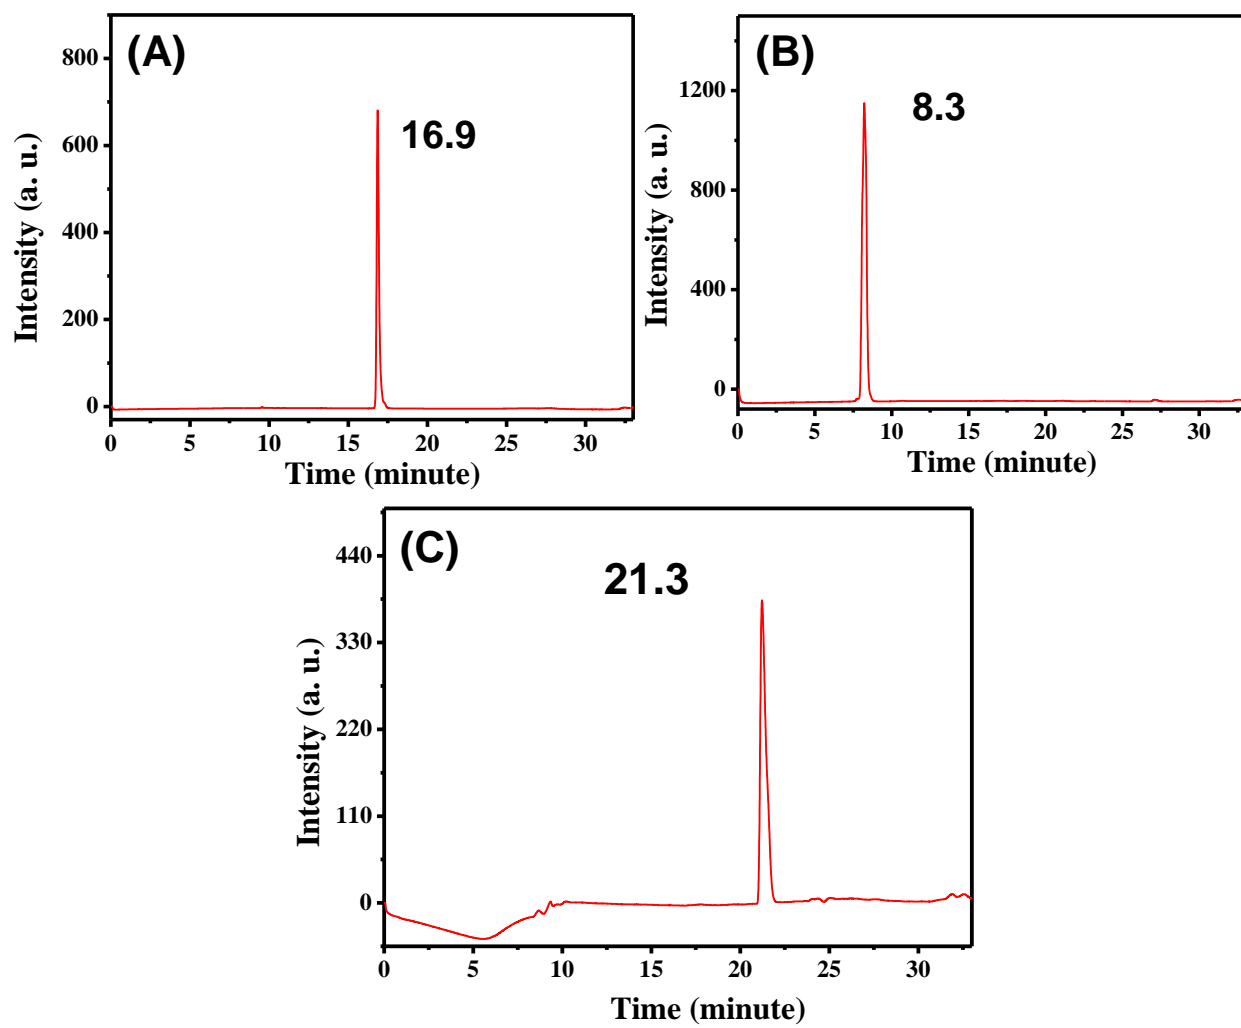 (A)
16.9
800
600
400
200
0
Intensity (a. u.)
0 5 10 15 20 25 30
Time (minute)
(B)
8.3
1200
800
400
0
Intensity (a. u.)
0 5 10 15 20 25 30
Time (minute)
(C)
21.3
440
330
220
110
0
Intensity (a. u.)
0 5 10 15 20 25 30
Time (minute)